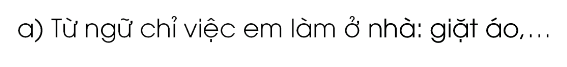 a) Từ ngữ chỉ việc em làm ở nhà: giặt áo,...